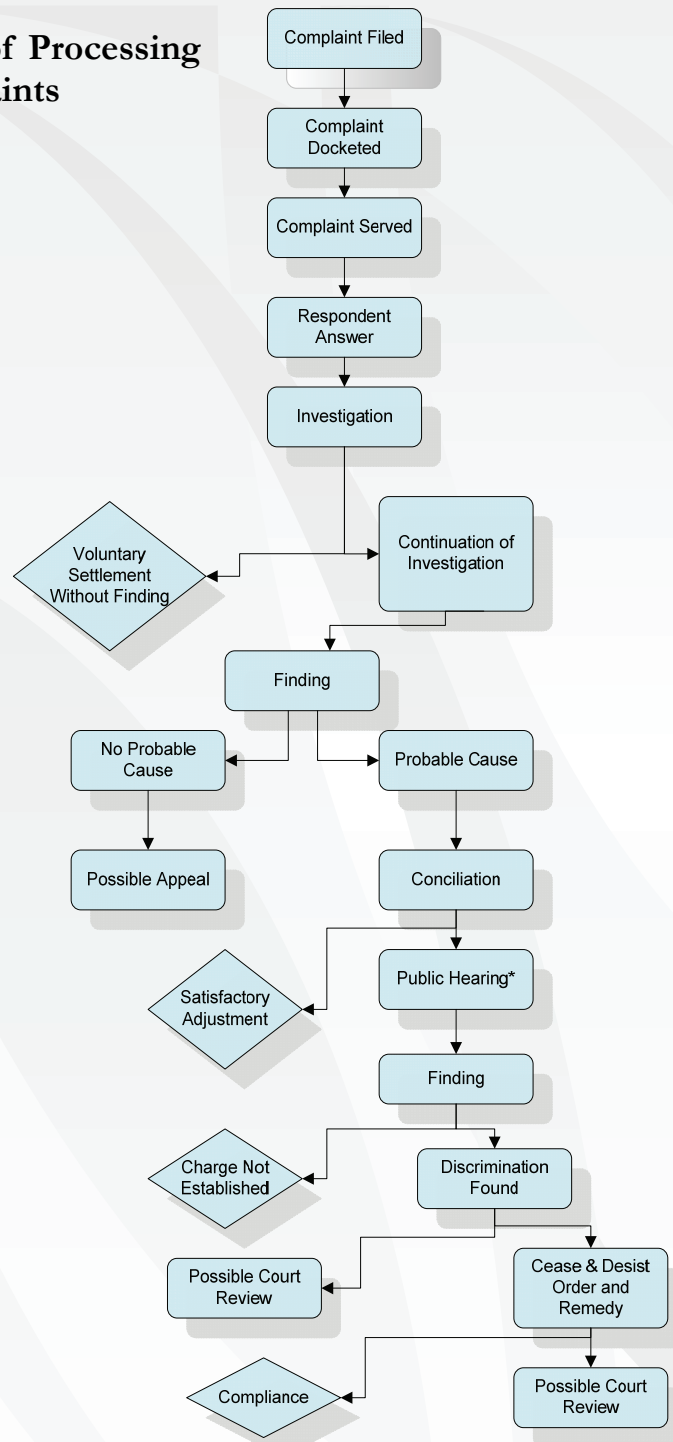 of Processing
Complaint Filed
Complaint
Docketed
Complaint Served
Respondent
Answer
Investigation
Voluntary
Settlement
Without Finding
Continuation of
Investigation
Finding
No Probable
Cause
Probable Cause
Possible Appeal
Conciliation
Satisfactory
Adjustment
Public Hearing*
Finding
Charge Not
Established
Discrimination
Found
Possible Court
Review
Cease & Desist
Order and
Remedy
Compliance
Possible Court
Review